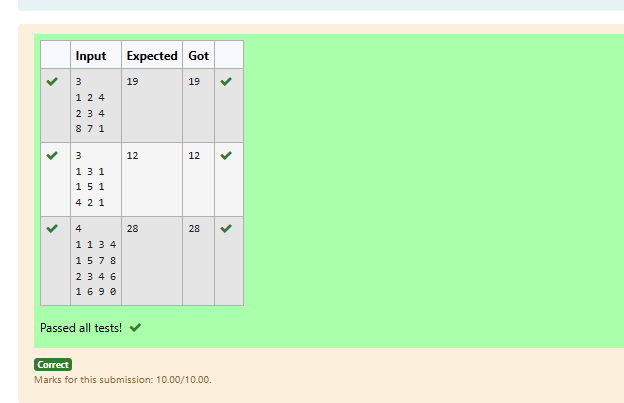 Input Expected Got
3 19 19
1 2 4
2 3 4
8 7 1
3 12 12
1 3 1
1 5 1
4 2 1
4 28 28
1 1 3 4
1 5 7 8
2 3 4 6
1 6 9 0
Passed all tests!
Correct
Marks for this submission: 10.00/10.00.